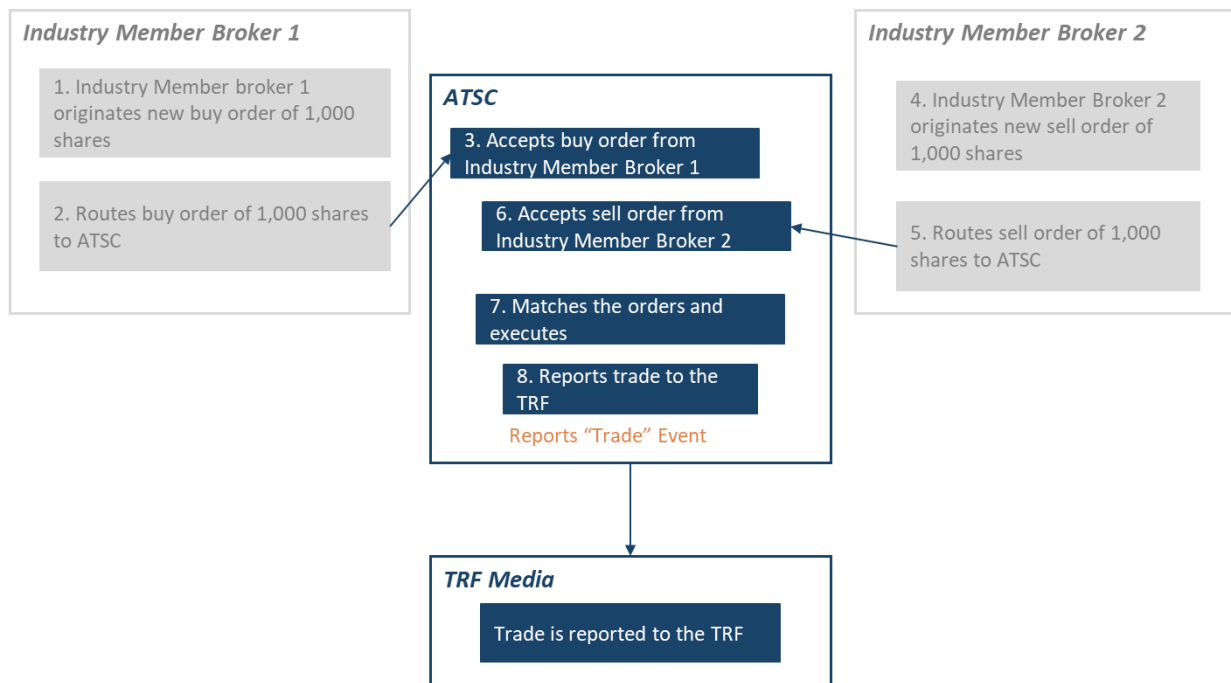 Industry Member Broker 1
1. Industry Member broker 1
originates new buy order of 1,000
shares
2. Routes buy order of 1,000 shares
to ATSC
ATSC
3. Accepts buy order from
Industry Member Broker 1
6. Accepts sell order from
Industry Member Broker 2
7. Matches the orders and
executes
8. Reports trade to the
TRF
Reports “Trade” Event
Industry Member Broker 2
4. Industry Member Broker 2
originates new sell order of
1,000 shares
5. Routes sell order of 1,000
shares to ATSC
TRF Media
Trade is reported to the TRF